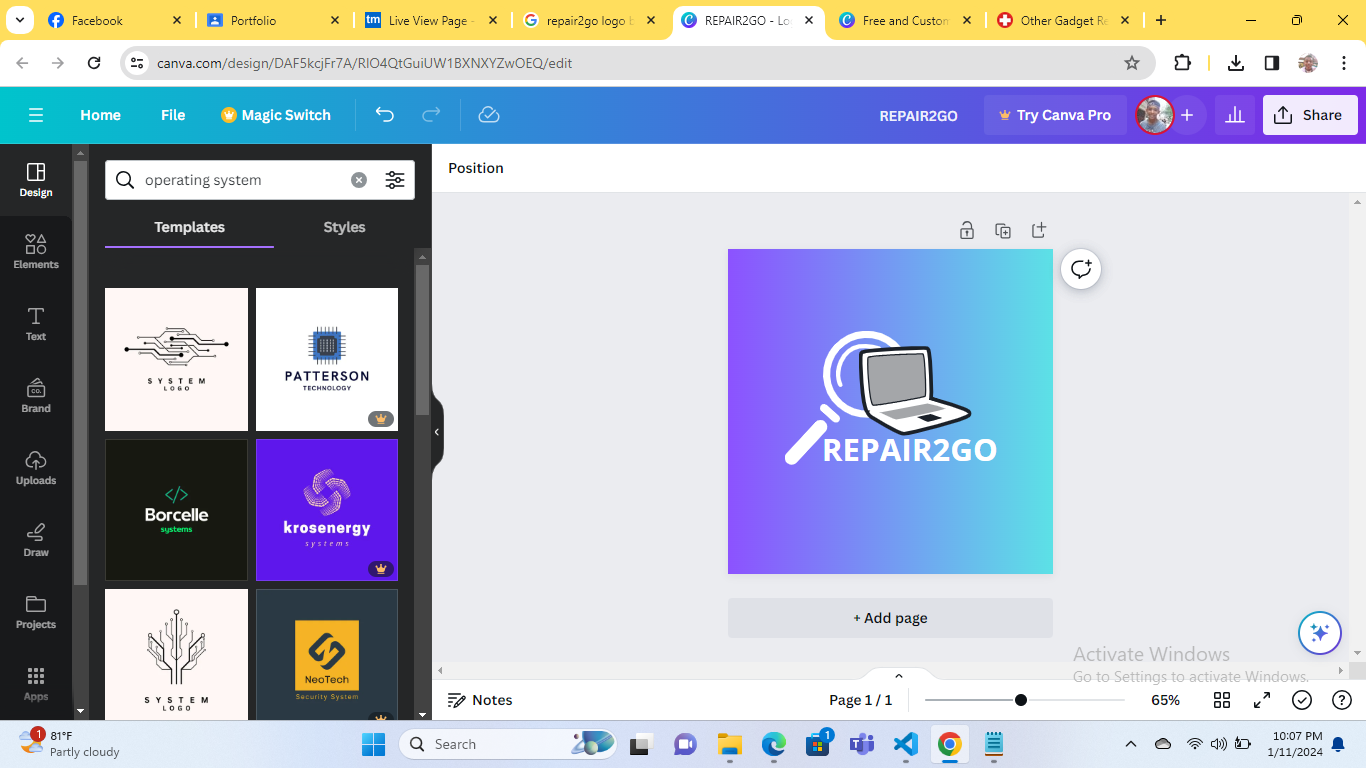 Facebook
Portfolio
Live View Page -
repair2go logo b
REPAIR2GO - Lo
Free and Custom
Other Gadget Re
canva.com/design/DAF5kcjFr7A/RIO4QtGuiUW1BXNXYZwOEQ/edit
Home
File
Magic Switch
REPAIR2GO
Try Canva Pro
Share
Design
Elements
Text
CO.
Brand
Uploads
Draw
Projects
Apps
operating system
Templates
Styles
SYSTEM
LOGO
PATTERSON
TECHNOLOGY
Borcelle
systems
krosenergy
systems
SYSTEM
LOGO
NeoTech
Security System
Position
REPAIR2GO
+ Add page
Activate Windows
Go to Settings to activate Windows.
Notes
Page 1 / 1
65%
1
81°F
Partly cloudy
Search
1
10:07 PM
1/11/2024